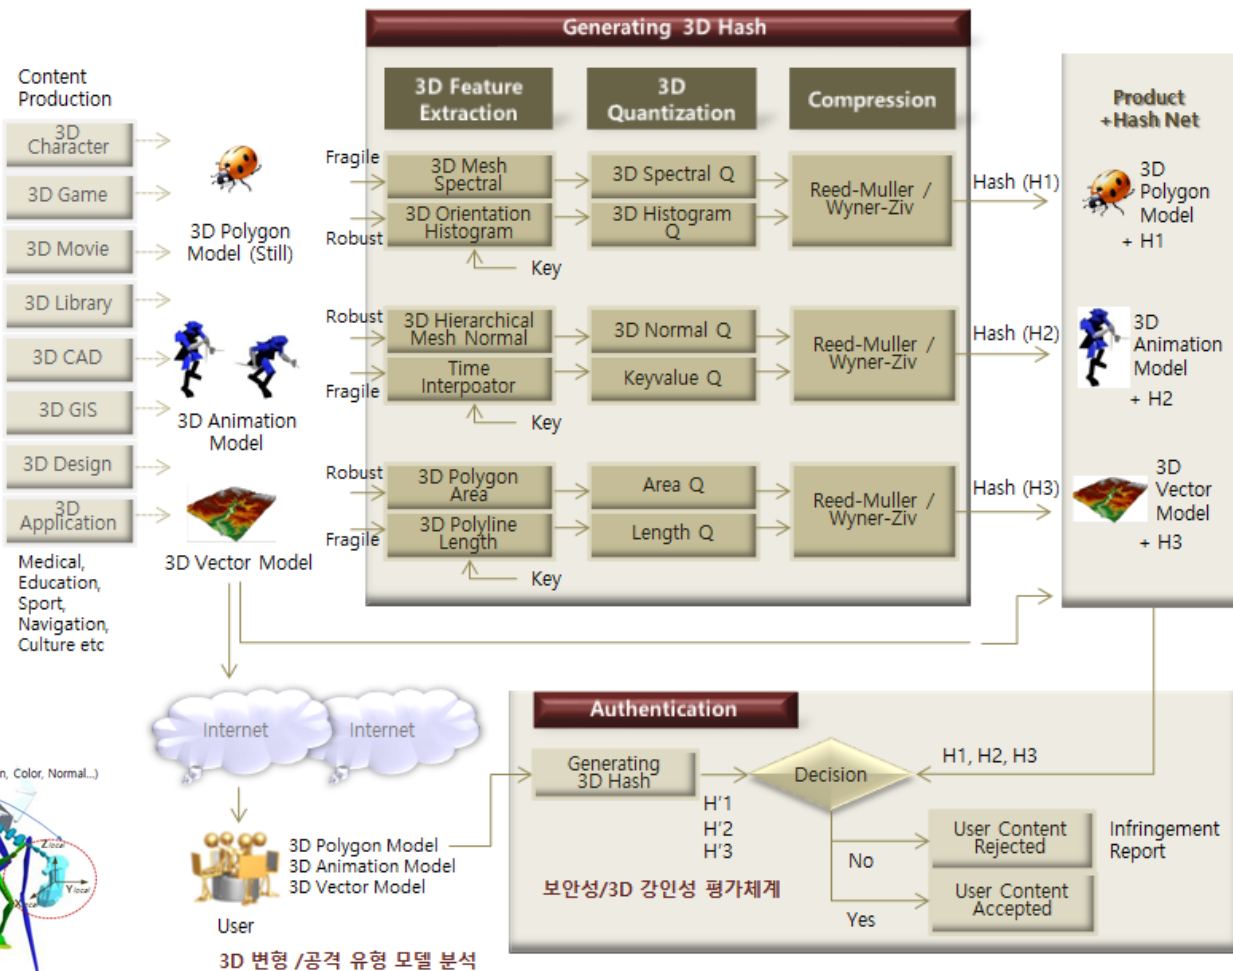 Generating 3D Hash
Content
Production
3D
Character
3D Game
3D Movie
3D Library
3D CAD
3D GIS
3D Design
3D
Application
Medical,
Education,
Sport,
Navigation,
Culture etc
3D Polygon
Model (Still)
3D Animation
Model
3D Vector Model
3D Feature
Extraction
3D
Quantization
Compression
Fragile
3D Mesh
Spectral
3D Spectral Q
Robust
3D Orientation
Histogram
3D Histogram
Q
Reed-Muller /
Wyner-Ziv
Key
Hash (H1)
Robust
3D Hierarchical
Mesh Normal
3D Normal Q
Fragile
Time
Interpoator
Keyvalue Q
Reed-Muller /
Wyner-Ziv
Key
Hash (H2)
Robust
3D Polygon
Area
Area Q
Fragile
3D Polyline
Length
Length Q
Reed-Muller /
Wyner-Ziv
Key
Hash (H3)
Product
+Hash Net
3D
Polygon
Model
+ H1
3D
Animation
Model
+ H2
3D
Vector
Model
+ H3
Internet
Internet
n, Color, Normal...)
Z local
Y local
X local
User
3D Polygon Model
3D Animation Model
3D Vector Model
3D 변형 /공격 유형 모델 분석
Authentication
Generating
3D Hash
H'1
H'2
H'3
Decision
H1, H2, H3
No
Yes
User Content
Rejected
Infringement
Report
User Content
Accepted
보안성/3D 강인성 평가체계